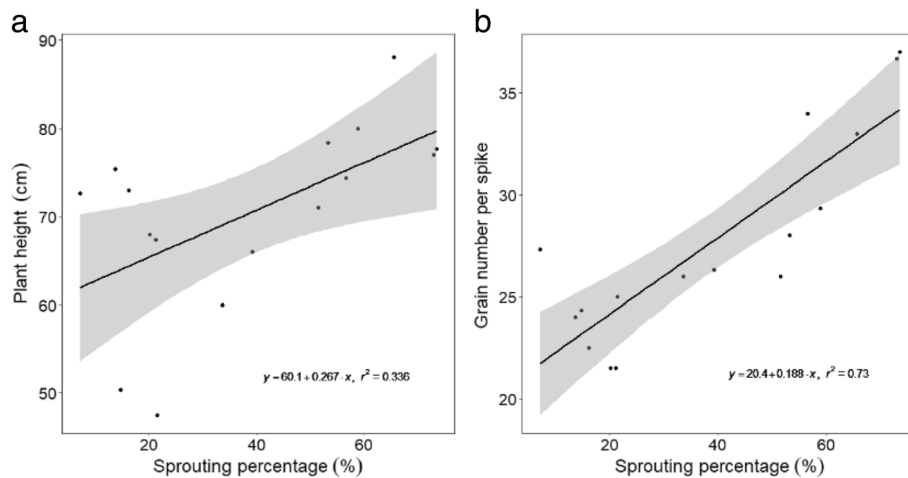 a
90
80
70
60
50
Plant height (cm)
y=60.1+0.267·x, r²=0.336
20 40 60
Sprouting percentage (%)
b
35
30
25
20
Grain number per spike
y=20.4+0.188·x, r²=0.73
20 40 60
Sprouting percentage (%)